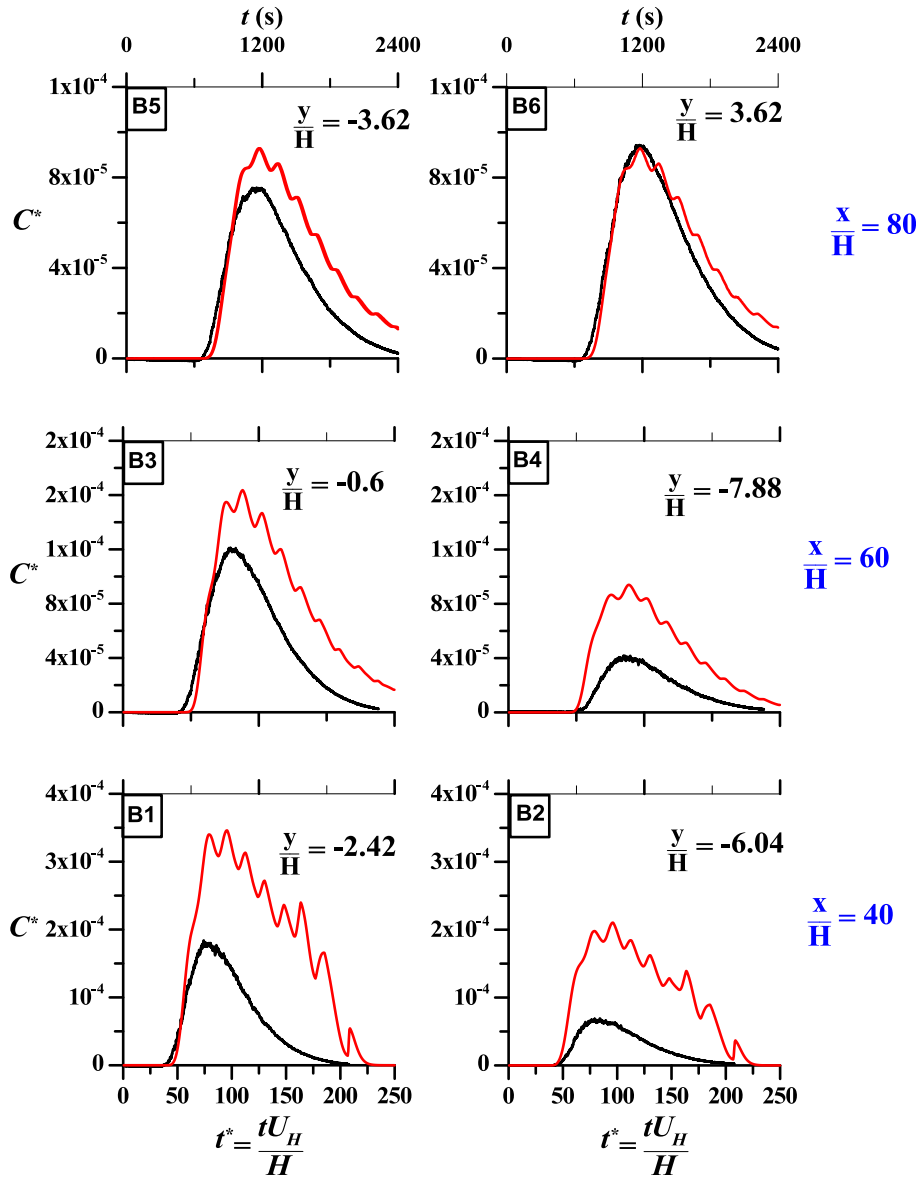 t (s) t (s)
0 1200 2400 0 1200 2400
1x10-4 1x10-4
B5 y/H = -3.62 B6 y/H = 3.62
8x10-5 8x10-5
C* x/H = 80
4x10-5 4x10-5
0 0
2x10-4 2x10-4
B3 y/H = -0.6 B4 y/H = -7.88
2x10-4 2x10-4
1x10-4 1x10-4
C* x/H = 60
8x10-5 8x10-5
4x10-5 4x10-5
0 0
4x10-4 4x10-4
B1 y/H = -2.42 B2 y/H = -6.04
3x10-4 3x10-4
C* 2x10-4 2x10-4 x/H = 40
10-4 10-4
0 0
0 50 100 150 200 250 0 50 100 150 200 250
t* = tU_H/H t* = tU_H/H